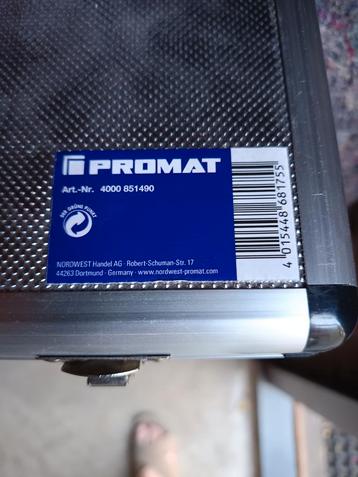 PROMAT
Art.-Nr. 4000 851490
DER GRÜNE PUNKT
NORDWEST Handel AG · Robert-Schuman-Str. 17
44263 Dortmund · Germany · www.nordwest-promat.com
4 015448 681755